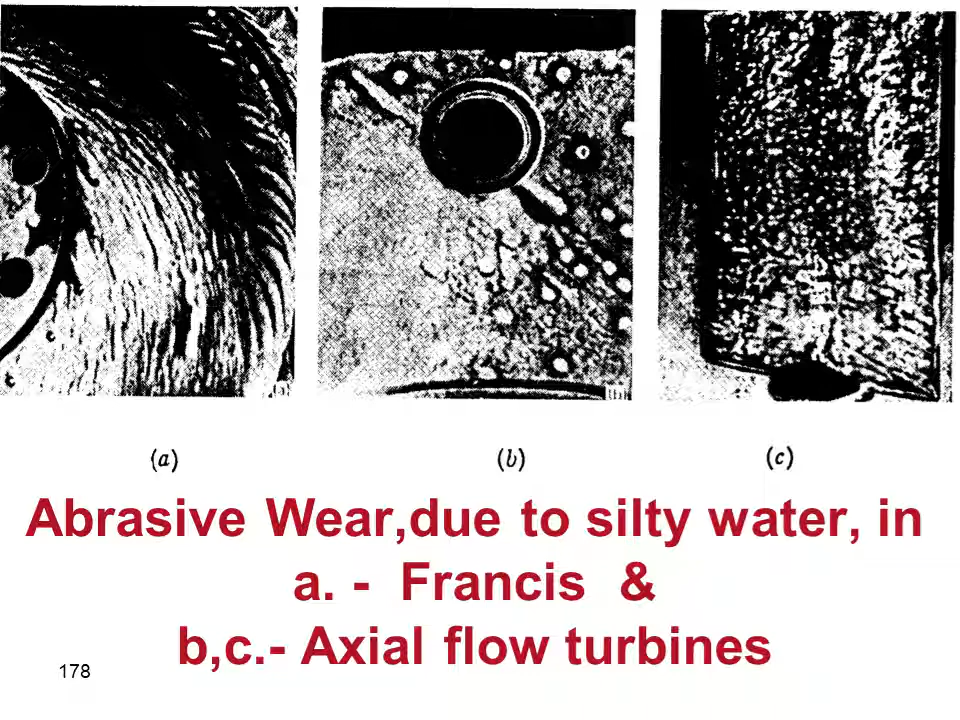 (a) (b) (c)
Abrasive Wear,due to silty water, in
a. - Francis &
b,c.- Axial flow turbines
178